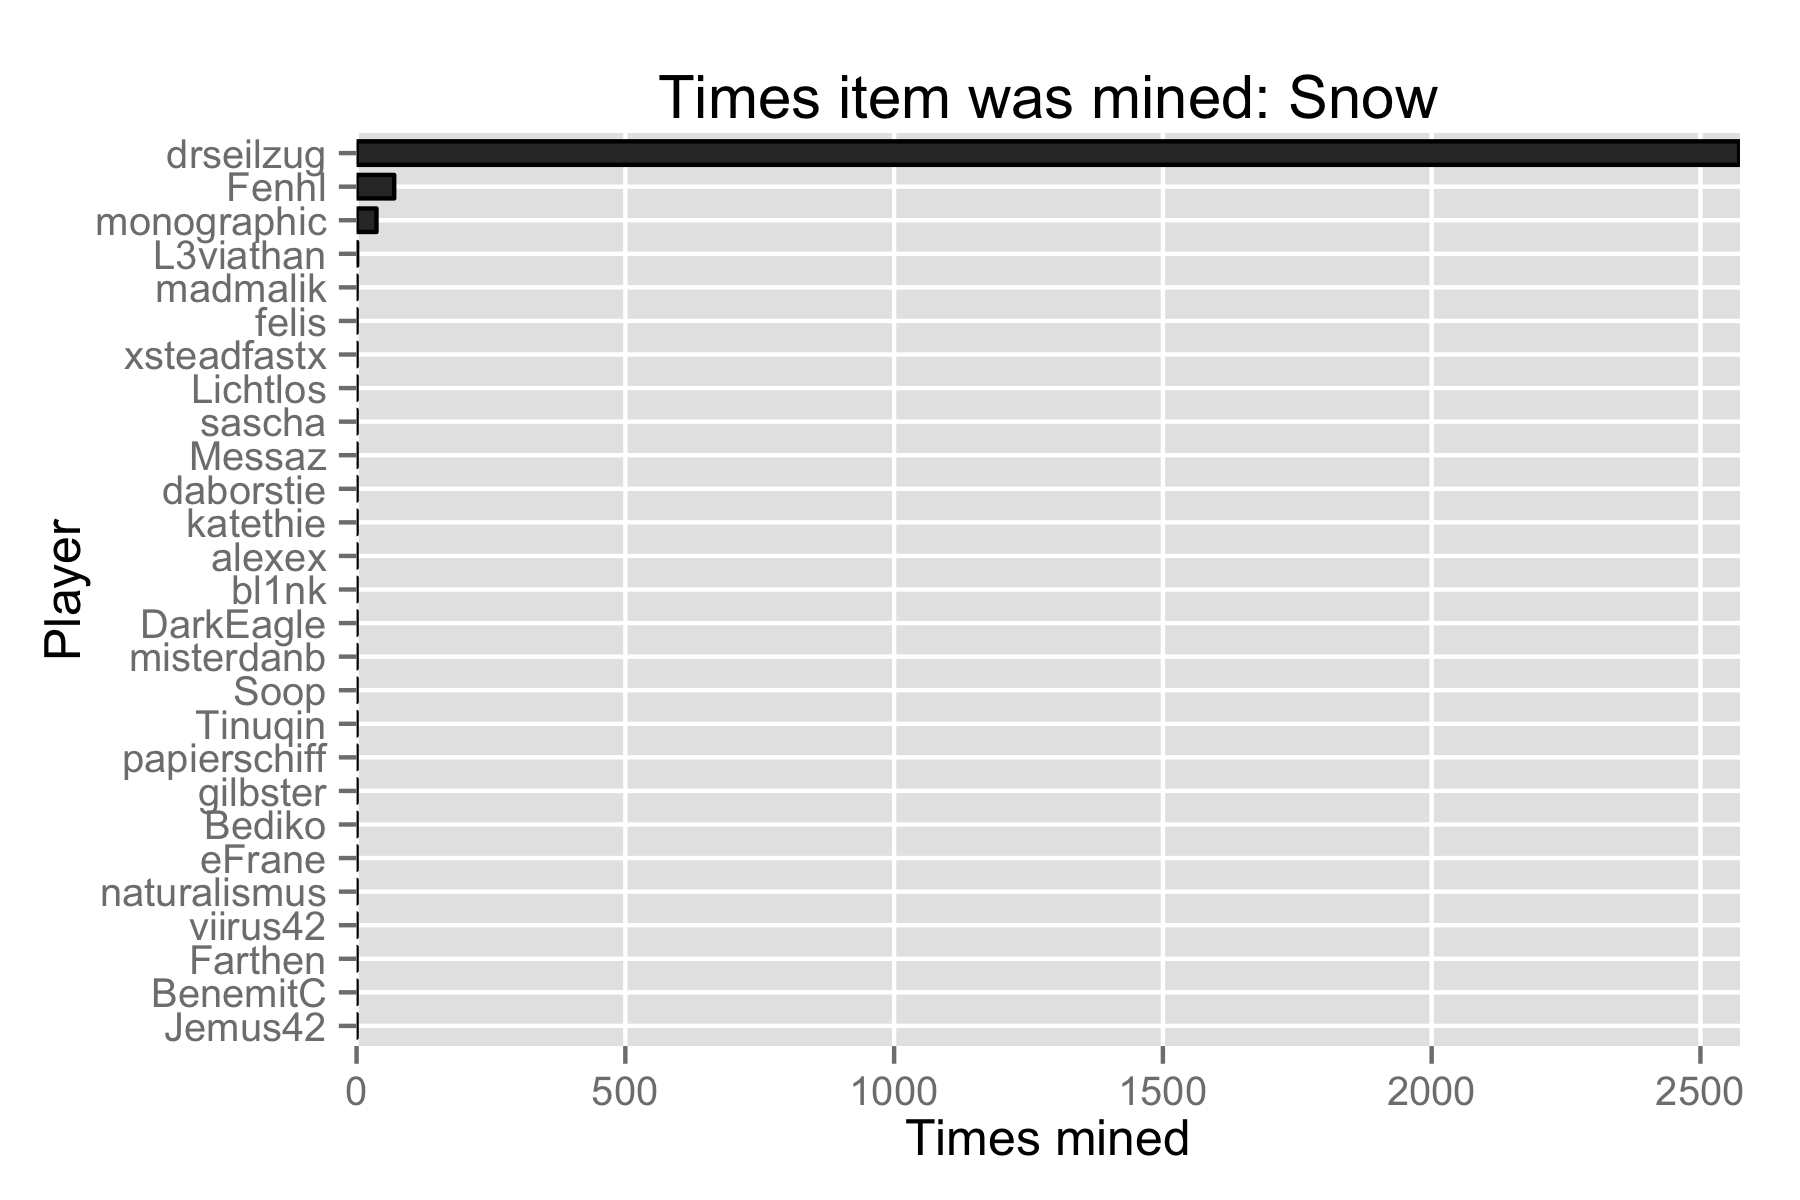 Times item was mined: Snow
drseilzug
Fenhl
monographic
L3viathan
madmalik
felis
xsteadfastx
Lichtlos
sascha
Messaz
daborstie
katethie
alexex
bl1nk
DarkEagle
misterdanb
Soop
Tinuqin
papierschiff
gilbster
Bediko
eFrane
naturalismus
viirus42
Farthen
BenemitC
Jemus42
Player
0 500 1000 1500 2000 2500
Times mined